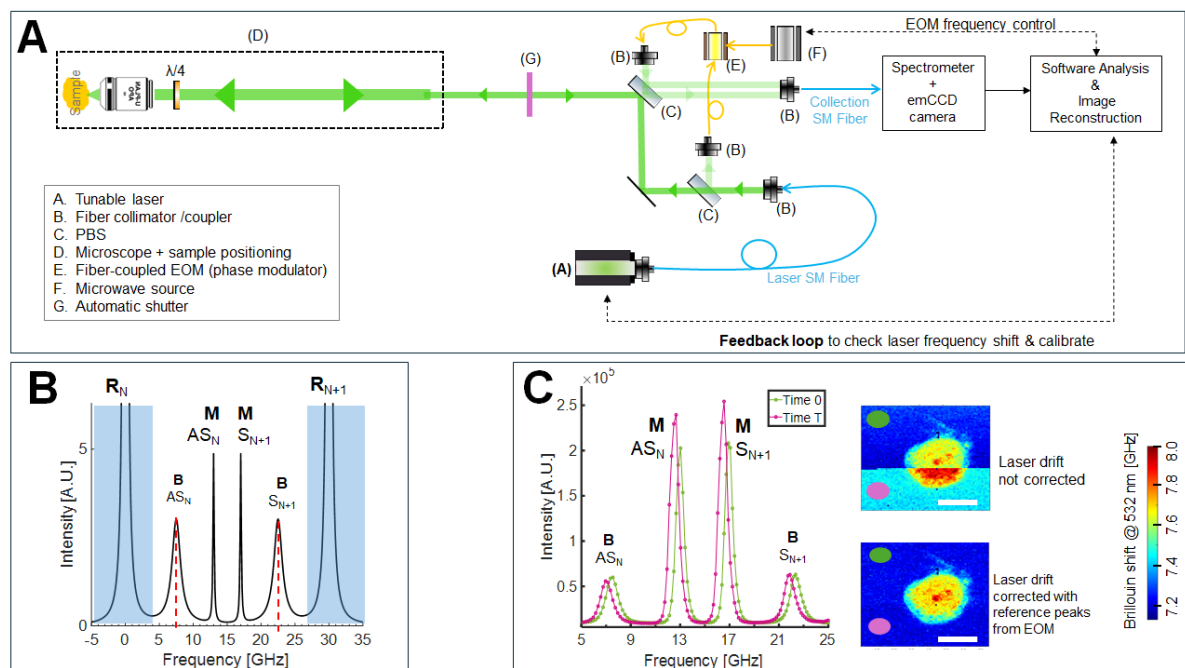 A
(D)
λ/4
Sample
(G)
(B)
(C)
(E)
(F)
EOM frequency control
(B)
Collection
SM Fiber
Spectrometer
+
emCCD
camera
Software Analysis
&
Image
Reconstruction
(B)
(C)
(B)
(A)
Laser SM Fiber
Feedback loop to check laser frequency shift & calibrate
A. Tunable laser
B. Fiber collimator /coupler
C. PBS
D. Microscope + sample positioning
E. Fiber-coupled EOM (phase modulator)
F. Microwave source
G. Automatic shutter
B
R_N
R_N+1
M
M
AS_N
S_N+1
B
AS_N
B
S_N+1
Intensity [A.U.]
5
0
-5 0 5 10 15 20 25 30 35
Frequency [GHz]
C
×10⁵
2.5
2
1.5
1
0.5
Intensity [A.U.]
5 9 13 17 21 25
Frequency [GHz]
Time 0
Time T
M
AS_N
M
S_N+1
B
AS_N
B
S_N+1
Laser drift
not corrected
Laser drift
corrected with
reference peaks
from EOM
Brillouin shift @ 532 nm [GHz]
8.0
7.8
7.6
7.4
7.2